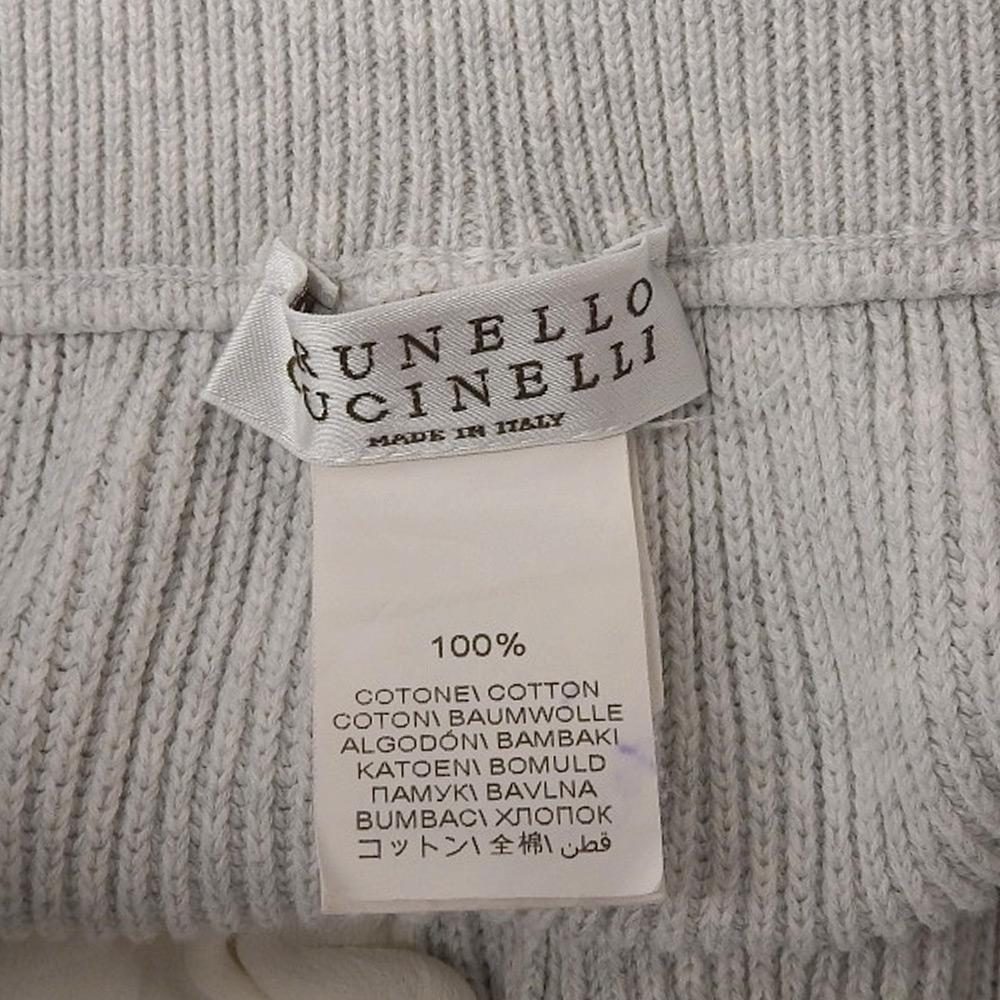 RUNELLO
UCINELLI
MADE IN ITALY
100%
COTONE\ COTTON
COTON\ BAUMWOLLE
ALGODÓN\ BAMBAKI
KATOEN\ BOMULD
ПАМУК\ BAVLNA
BUMBAC\ ХЛОПОК
コットン\ 全棉\ قطن